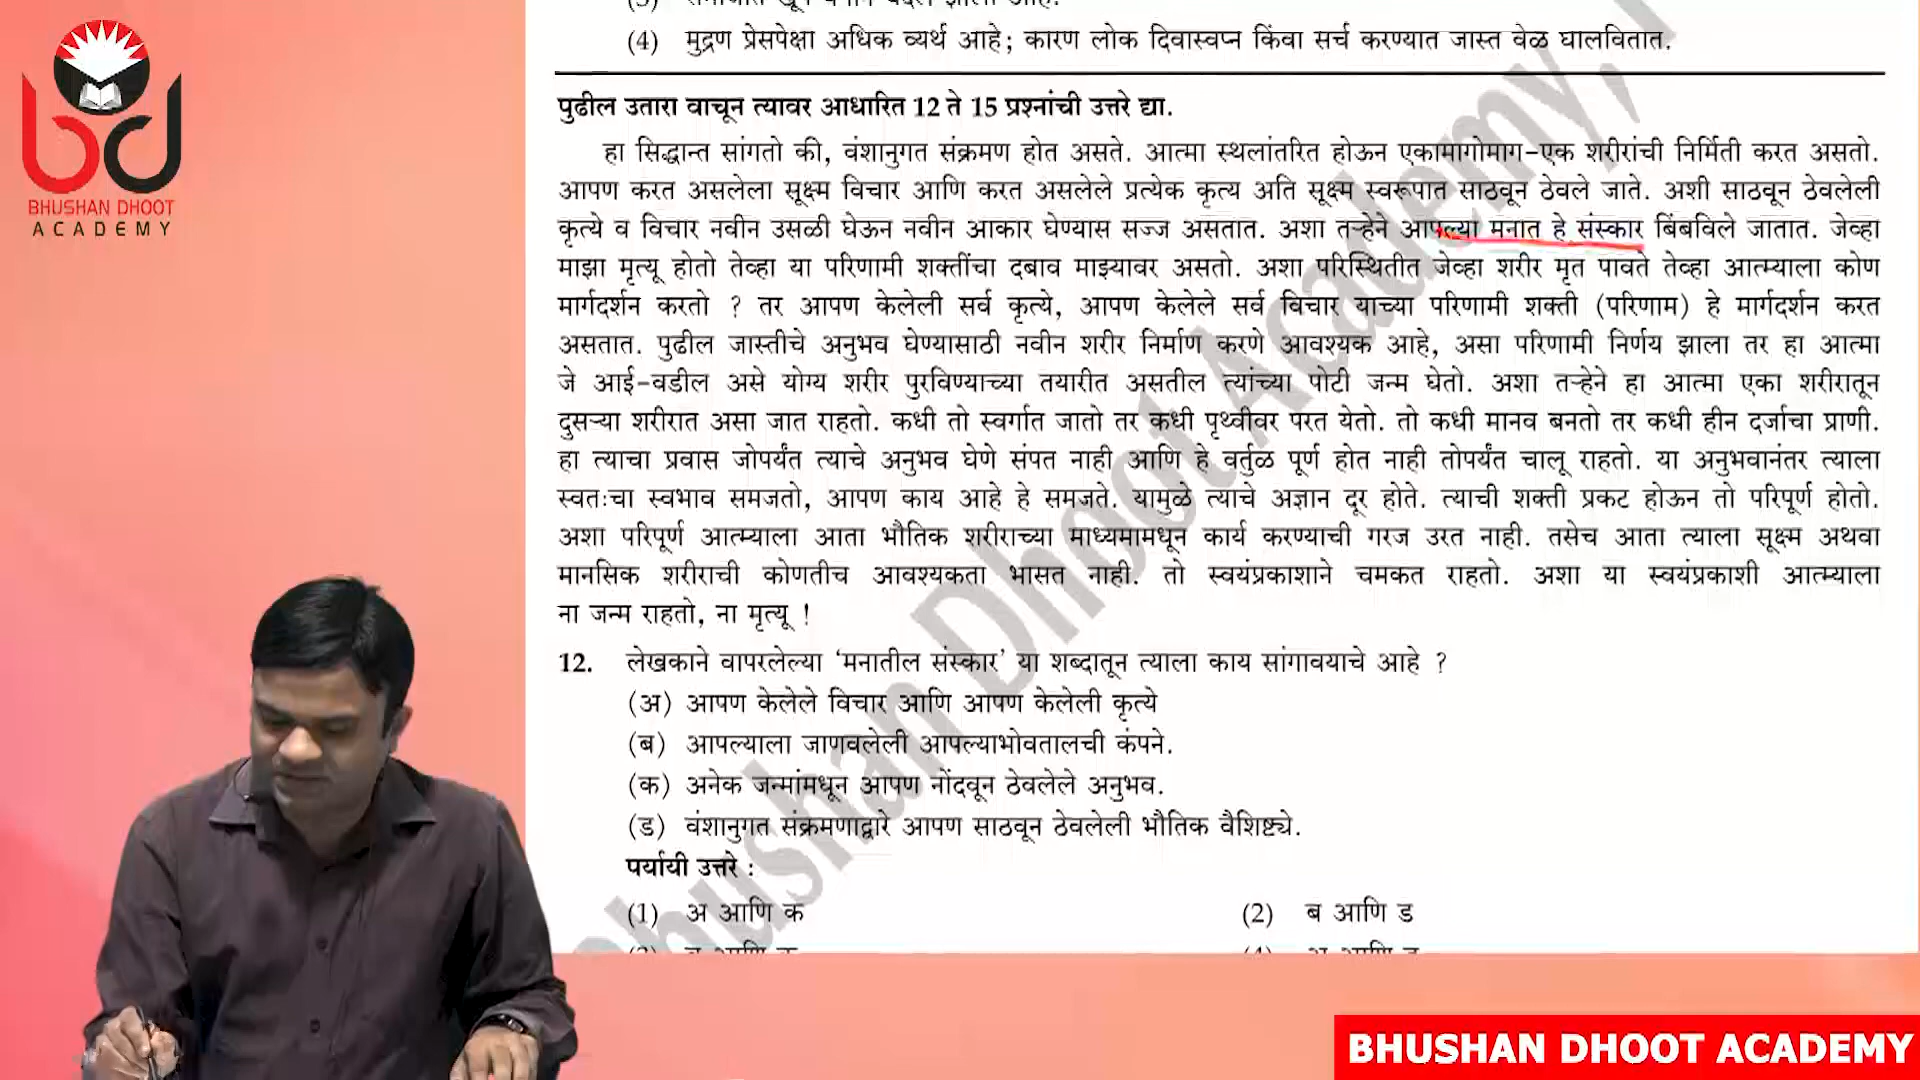 (4) मुद्रण प्रेसपेक्षा अधिक व्यर्थ आहे; कारण लोक दिवास्वप्न किंवा सर्च करण्यात जास्त वेळ घालवितात.
पुढील उतारा वाचून त्यावर आधारित 12 ते 15 प्रश्नांची उत्तरे द्या.
हा सिद्धान्त सांगतो की, वंशानुगत संक्रमण होत असते. आत्मा स्थलांतरित होऊन एकामागोमाग-एक शरीरांची निर्मिती करत असतो.
आपण करत असलेला सूक्ष्म विचार आणि करत असलेले प्रत्येक कृत्य अति सूक्ष्म स्वरूपात साठवून ठेवले जाते. अशी साठवून ठेवलेली
कृत्ये व विचार नवीन उसळी घेऊन नवीन आकार घेण्यास सज्ज असतात. अशा तऱ्हेने आपल्या मनात हे संस्कार बिंबविले जातात. जेव्हा
माझा मृत्यू होतो तेव्हा या परिणामी शक्तींचा दबाव माझ्यावर असतो. अशा परिस्थितीत जेव्हा शरीर मृत पावते तेव्हा आत्म्याला कोण
मार्गदर्शन करतो ? तर आपण केलेली सर्व कृत्ये, आपण केलेले सर्व विचार याच्या परिणामी शक्ती (परिणाम) हे मार्गदर्शन करत
असतात. पुढील जास्तीचे अनुभव घेण्यासाठी नवीन शरीर निर्माण करणे आवश्यक आहे, असा परिणामी निर्णय झाला तर हा आत्मा
जे आई-वडील असे योग्य शरीर पुरविण्याच्या तयारीत असतील त्यांच्या पोटी जन्म घेतो. अशा तऱ्हेने हा आत्मा एका शरीरातून
दुसऱ्या शरीरात असा जात राहतो. कधी तो स्वर्गात जातो तर कधी पृथ्वीवर परत येतो. तो कधी मानव बनतो तर कधी हीन दर्जाचा प्राणी.
हा त्याचा प्रवास जोपर्यंत त्याचे अनुभव घेणे संपत नाही आणि हे वर्तुळ पूर्ण होत नाही तोपर्यंत चालू राहतो. या अनुभवानंतर त्याला
स्वतःचा स्वभाव समजतो, आपण काय आहे हे समजते. यामुळे त्याचे अज्ञान दूर होते. त्याची शक्ती प्रकट होऊन तो परिपूर्ण होतो.
अशा परिपूर्ण आत्म्याला आता भौतिक शरीराच्या माध्यमामधून कार्य करण्याची गरज उरत नाही. तसेच आता त्याला सूक्ष्म अथवा
मानसिक शरीराची कोणतीच आवश्यकता भासत नाही. तो स्वयंप्रकाशाने चमकत राहतो. अशा या स्वयंप्रकाशी आत्म्याला
ना जन्म राहतो, ना मृत्यू !
12. लेखकाने वापरलेल्या ‘मनातील संस्कार’ या शब्दातून त्याला काय सांगावयाचे आहे ?
(अ) आपण केलेले विचार आणि आपण केलेली कृत्ये
(ब) आपल्याला जाणवलेली आपल्याभोवतालची कंपने.
(क) अनेक जन्मांमधून आपण नोंदवून ठेवलेले अनुभव.
(ड) वंशानुगत संक्रमणाद्वारे आपण साठवून ठेवलेली भौतिक वैशिष्ट्ये.
पर्यायी उत्तरे :
(1) अ आणि क (2) ब आणि ड
bd
BHUSHAN DHOOT
ACADEMY
Bhushan Dhoot Academy,
BHUSHAN DHOOT ACADEMY